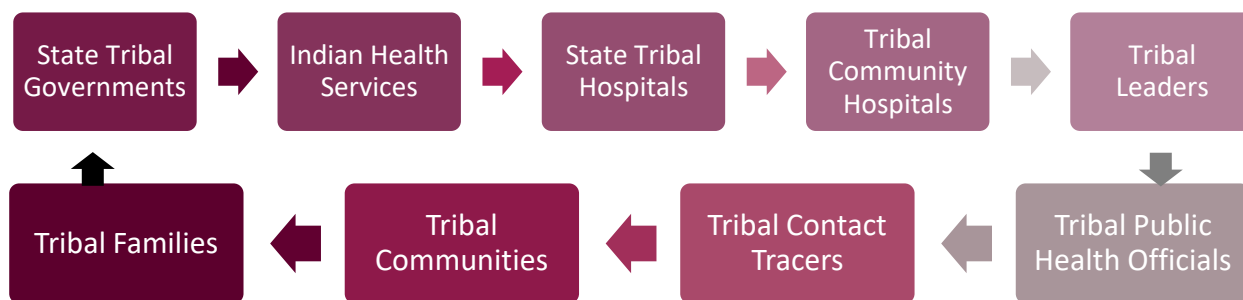 State Tribal
Governments
Indian Health
Services
State Tribal
Hospitals
Tribal
Community
Hospitals
Tribal
Leaders
Tribal Public
Health Officials
Tribal Contact
Tracers
Tribal
Communities
Tribal Families